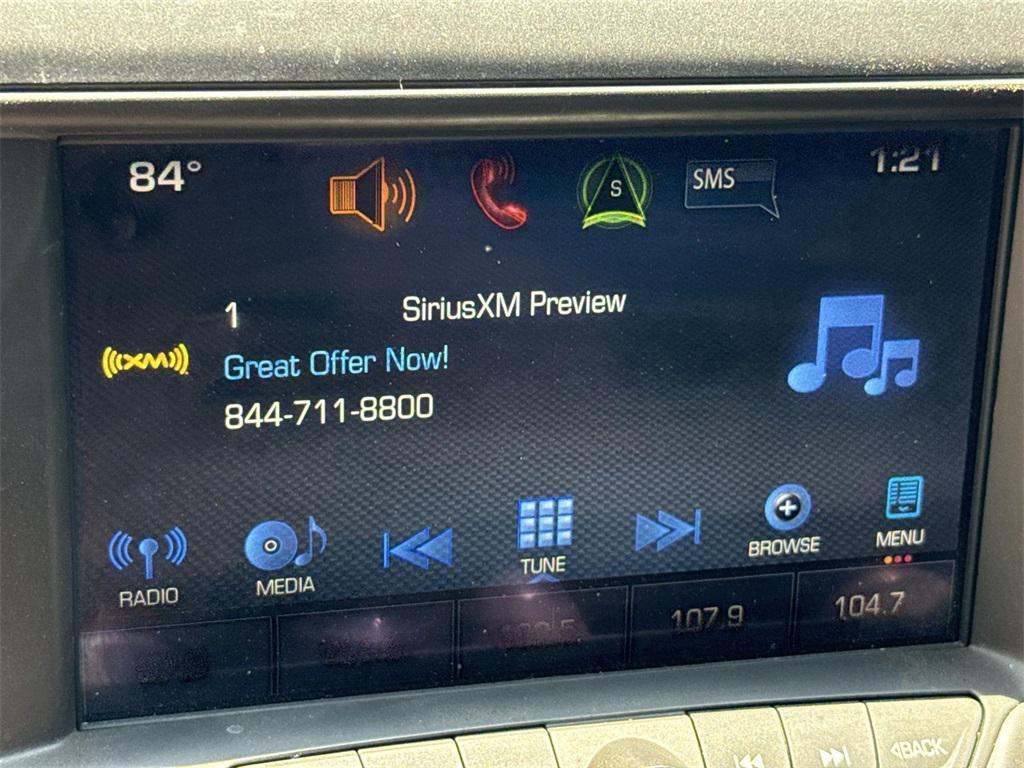 84°
S
SMS
1:21
1
SiriusXM Preview
((XM))
Great Offer Now!
844-711-8800
RADIO
MEDIA
TUNE
BROWSE
MENU
107.9
104.7
BACK